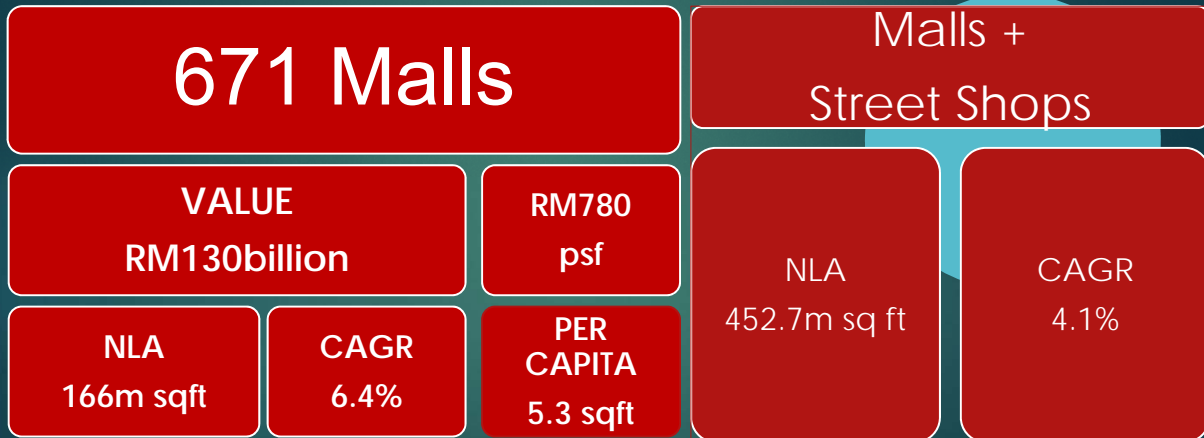 671 Malls
VALUE
RM130billion
RM780
psf
NLA
166m sqft
CAGR
6.4%
PER
CAPITA
5.3 sqft
Malls +
Street Shops
NLA
452.7m sq ft
CAGR
4.1%